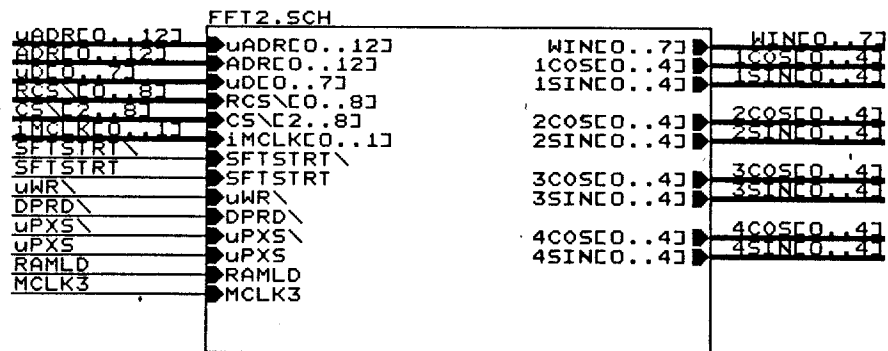 FFT2.SCH
uADR[0..12]
ADR[0..12]
uD[0..7]
RCS\[0..8]
CS\[2..8]
iMCLK[0..1]
SFTSTRT\
SFTSTRT
uWR\
DPRD\
uPXS\
uPXS
RAMLD
MCLK3
uADR[0..12]
ADR[0..12]
uD[0..7]
RCS\[0..8]
CS\[2..8]
iMCLK[0..1]
SFTSTRT\
SFTSTRT
uWR\
DPRD\
uPXS\
uPXS
RAMLD
MCLK3
WIN[0..7]
1COS[0..4]
1SIN[0..4]
2COS[0..4]
2SIN[0..4]
3COS[0..4]
3SIN[0..4]
4COS[0..4]
4SIN[0..4]
WIN[0..7]
1COS[0..4]
1SIN[0..4]
2COS[0..4]
2SIN[0..4]
3COS[0..4]
3SIN[0..4]
4COS[0..4]
4SIN[0..4]